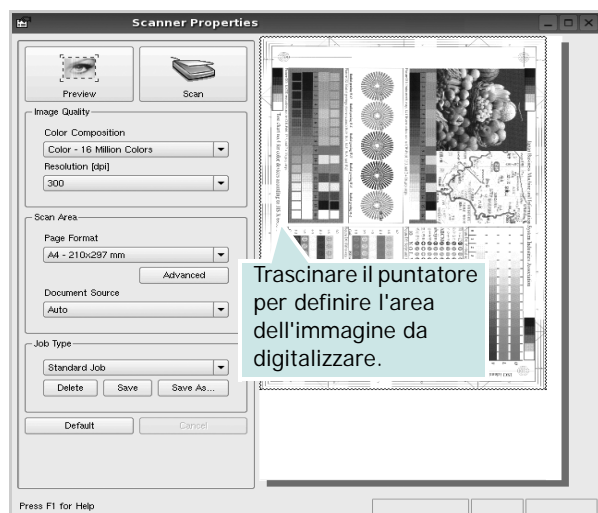 Scanner Properties
Preview
Scan
Image Quality
Color Composition
Color - 16 Million Colors
Resolution [dpi]
300
Scan Area
Page Format
A4 - 210x297 mm
Advanced
Document Source
Auto
Job Type
Standard Job
Delete
Save
Save As...
Default
Cancel
Press F1 for Help
Trascinare il puntatore
per definire l'area
dell'immagine da
digitalizzare.